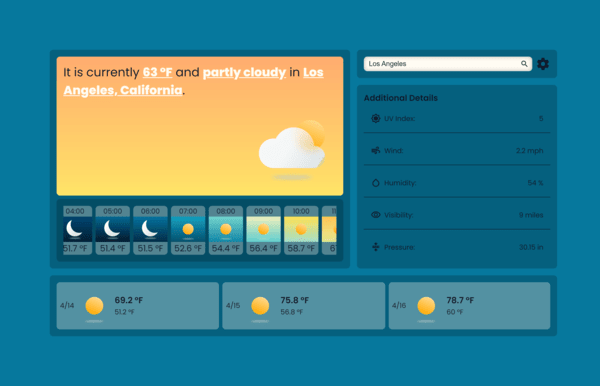 It is currently 63 °F and partly cloudy in Los
Angeles, California.
Los Angeles
Additional Details
UV Index: 5
Wind: 2.2 mph
Humidity: 54 %
Visibility: 9 miles
Pressure: 30.15 in
04:00 05:00 06:00 07:00 08:00 09:00 10:00
51.7 °F 51.4 °F 51.5 °F 52.6 °F 54.4 °F 56.4 °F 58.7 °F
4/14 69.2 °F
51.2 °F
4/15 75.8 °F
56.8 °F
4/16 78.7 °F
60 °F